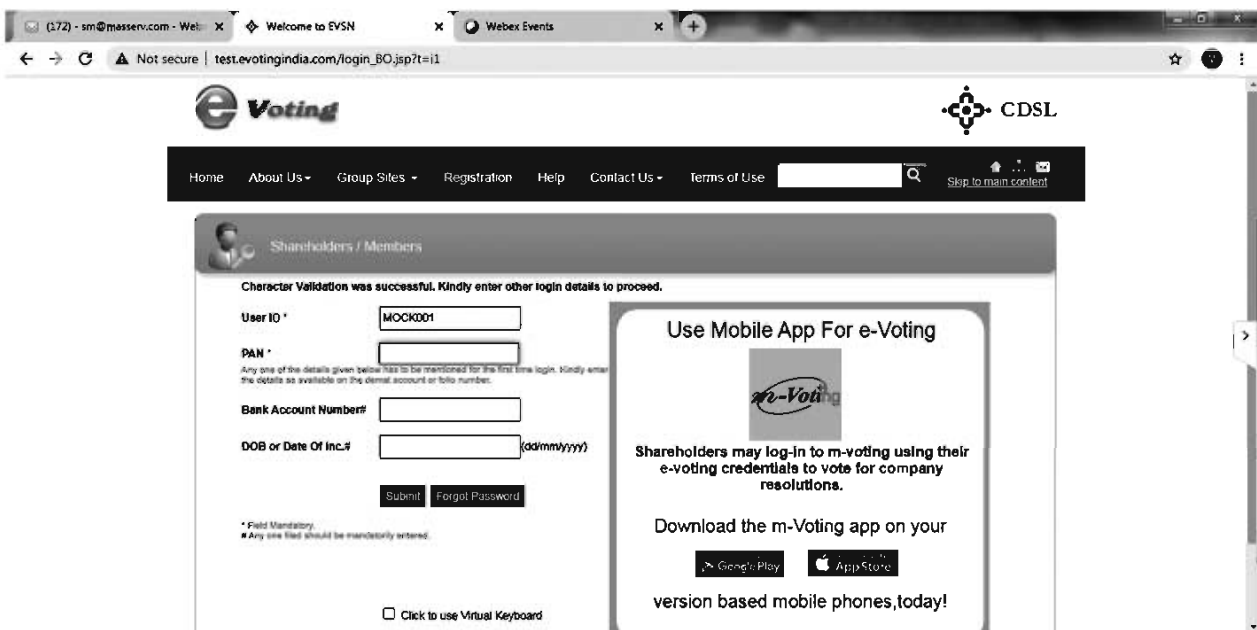 (172) - sm@masserv.com - Web
Welcome to EVSN
Webex Events
Not secure | test.evotingindia.com/login_BO.jsp?t=i1
e Voting
CDSL
Home About Us Group Sites Registration Help Contact Us Terms of Use
Skip to main content
Shareholders / Members
Character Validation was successful. Kindly enter other login details to proceed.
User ID * MOCK001
PAN *
Any one of the details given below has to be mentioned for the first time login. Kindly enter
the details as available on the demat account or folio number.
Bank Account Number#
DOB or Date Of Inc.# (dd/mm/yyyy)
Submit Forgot Password
* Field Mandatory.
# Any one filed should be mandatorily entered.
Click to use Virtual Keyboard
Use Mobile App For e-Voting
m-Voting
Shareholders may log-in to m-voting using their
e-voting credentials to vote for company
resolutions.
Download the m-Voting app on your
Google Play
App Store
version based mobile phones,today!